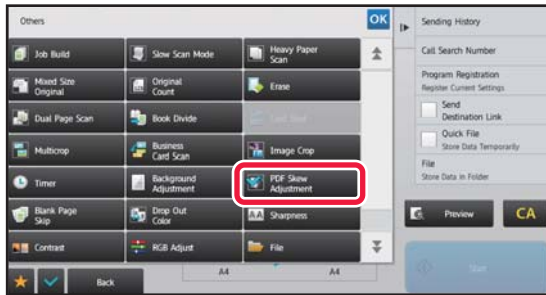 Others
OK
Job Build
Slow Scan Mode
Heavy Paper
Scan
Mixed Size
Original
Original
Count
Erase
Dual Page Scan
Book Divide
Multicrop
Business
Card Scan
Image Crop
Timer
Background
Adjustment
PDF Skew
Adjustment
Blank Page
Skip
Drop Out
Color
Sharpness
Contrast
RGB Adjust
File
Back
A4
A4
Sending History
Call Search Number
Program Registration
Register Current Settings
Send
Destination Link
Quick File
Store Data Temporarily
File
Store Data in Folder
Preview
CA
Start